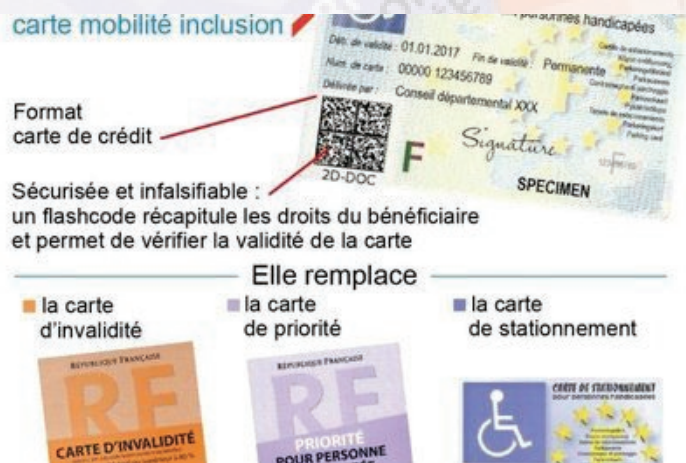 carte mobilité inclusion
personnes handicapées
Déb. de validité : 01.01.2017 Fin de validité : Permanente
Num. de carte : 00000 123456789
Délivrée par : Conseil départemental XXX
Signature
F
2D-DOC
SPECIMEN
Format
carte de crédit
Sécurisée et infalsifiable :
un flashcode récapitule les droits du bénéficiaire
et permet de vérifier la validité de la carte
Elle remplace
la carte
d'invalidité
la carte
de priorité
la carte
de stationnement
RÉPUBLIQUE FRANÇAISE
RF
CARTE D'INVALIDITÉ
RÉPUBLIQUE FRANÇAISE
RF
PRIORITÉ
POUR PERSONNE
CARTE DE STATIONNEMENT
pour personnes handicapées